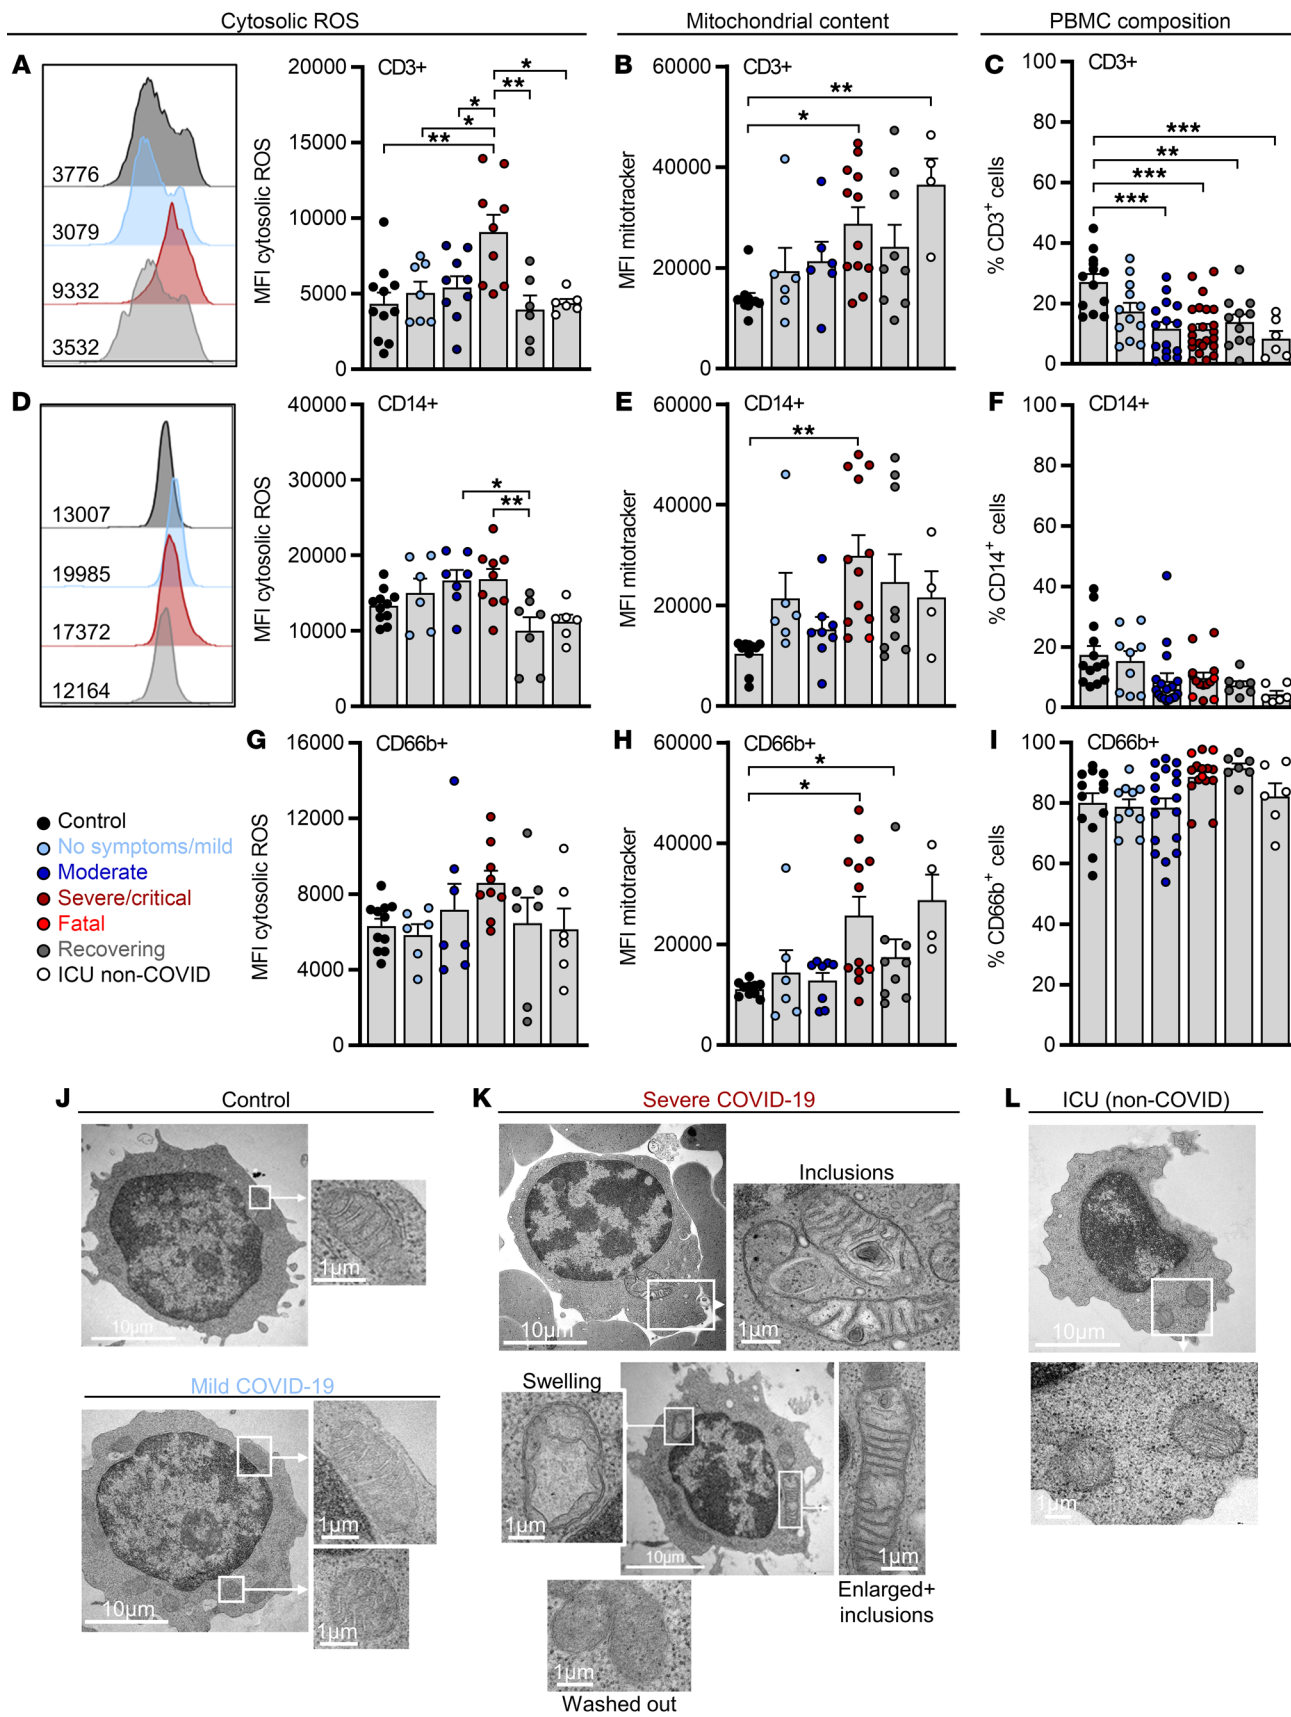 Cytosolic ROS
Mitochondrial content
PBMC composition
A
3776
3079
9332
3532
CD3+
MFI cytosolic ROS
20000
15000
10000
5000
0
**
*
*
**
*
B
CD3+
MFI mitotracker
60000
40000
20000
0
*
**
C
CD3+
% CD3+ cells
100
80
60
40
20
0
***
**
***
***
D
13007
19985
17372
12164
CD14+
MFI cytosolic ROS
40000
30000
20000
10000
0
*
**
E
CD14+
MFI mitotracker
60000
40000
20000
0
**
F
CD14+
% CD14+ cells
100
80
60
40
20
0
Control
No symptoms/mild
Moderate
Severe/critical
Fatal
Recovering
ICU non-COVID
G
CD66b+
MFI cytosolic ROS
16000
12000
8000
4000
0
H
CD66b+
MFI mitotracker
60000
40000
20000
0
*
*
I
CD66b+
% CD66b+ cells
100
80
60
40
20
0
J
Control
10µm
1µm
Mild COVID-19
10µm
1µm
1µm
K
Severe COVID-19
10µm
Inclusions
1µm
Swelling
1µm
10µm
1µm
Enlarged+
inclusions
1µm
Washed out
L
ICU (non-COVID)
10µm
1µm